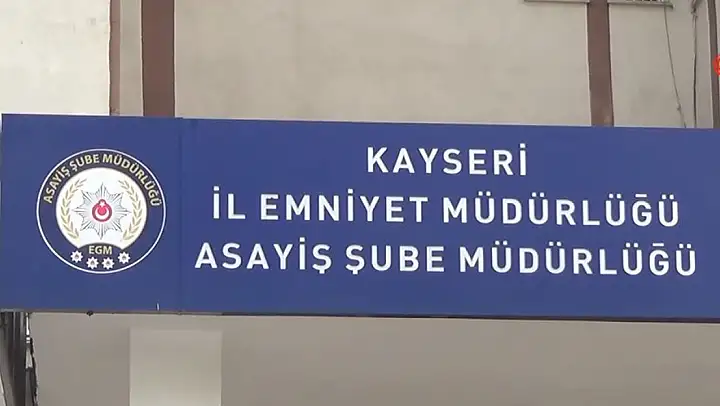 KAYSERİ
İL EMNİYET MÜDÜRLÜĞÜ
ASAYİŞ ŞUBE MÜDÜRLÜĞÜ
ASAYİŞ ŞUBE MÜDÜRLÜĞÜ
EGM